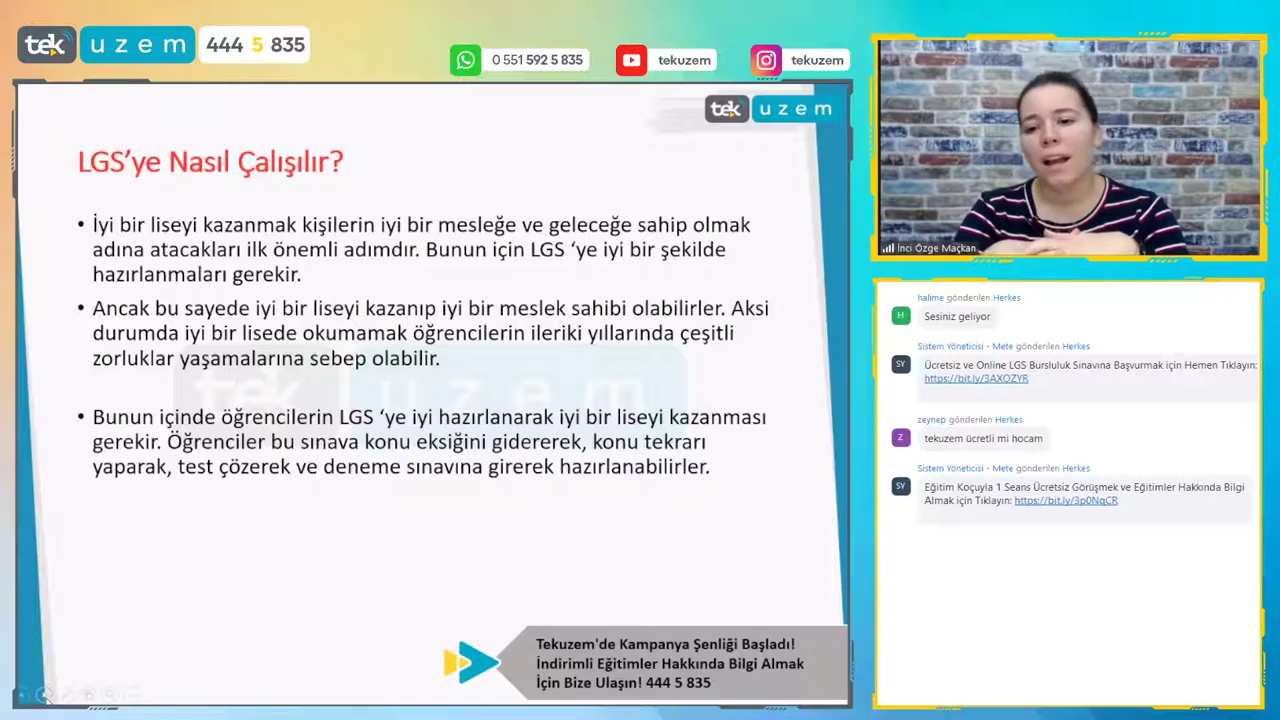 tek uzem 444 5 835
0 551 592 5 835
tekuzem
tekuzem
tek uzem
LGS’ye Nasıl Çalışılır?
• İyi bir liseyi kazanmak kişilerin iyi bir mesleğe ve geleceğe sahip olmak
adına atacakları ilk önemli adımdır. Bunun için LGS ‘ye iyi bir şekilde
hazırlanmaları gerekir.
• Ancak bu sayede iyi bir liseyi kazanıp iyi bir meslek sahibi olabilirler. Aksi
durumda iyi bir lisede okumamak öğrencilerin ileriki yıllarında çeşitli
zorluklar yaşamalarına sebep olabilir.
tek uzem
• Bunun içinde öğrencilerin LGS ‘ye iyi hazırlanarak iyi bir liseyi kazanması
gerekir. Öğrenciler bu sınava konu eksiğini gidererek, konu tekrarı
yaparak, test çözerek ve deneme sınavına girerek hazırlanabilirler.
Tekuzem'de Kampanya Şenliği Başladı!
İndirimli Eğitimler Hakkında Bilgi Almak
İçin Bize Ulaşın! 444 5 835
İnci Özge Maçkan
halime gönderilen Herkes
H
Sesiniz geliyor
Sistem Yöneticisi - Mete gönderilen Herkes
SY
Ücretsiz ve Online LGS Bursluluk Sınavına Başvurmak için Hemen Tıklayın:
https://bit.ly/3AXOZYR
zeynep gönderilen Herkes
Z
tekuzem ücretli mi hocam
Sistem Yöneticisi - Mete gönderilen Herkes
SY
Eğitim Koçuyla 1 Seans Ücretsiz Görüşmek ve Eğitimler Hakkında Bilgi
Almak için Tıklayın: https://bit.ly/3p0NqCR